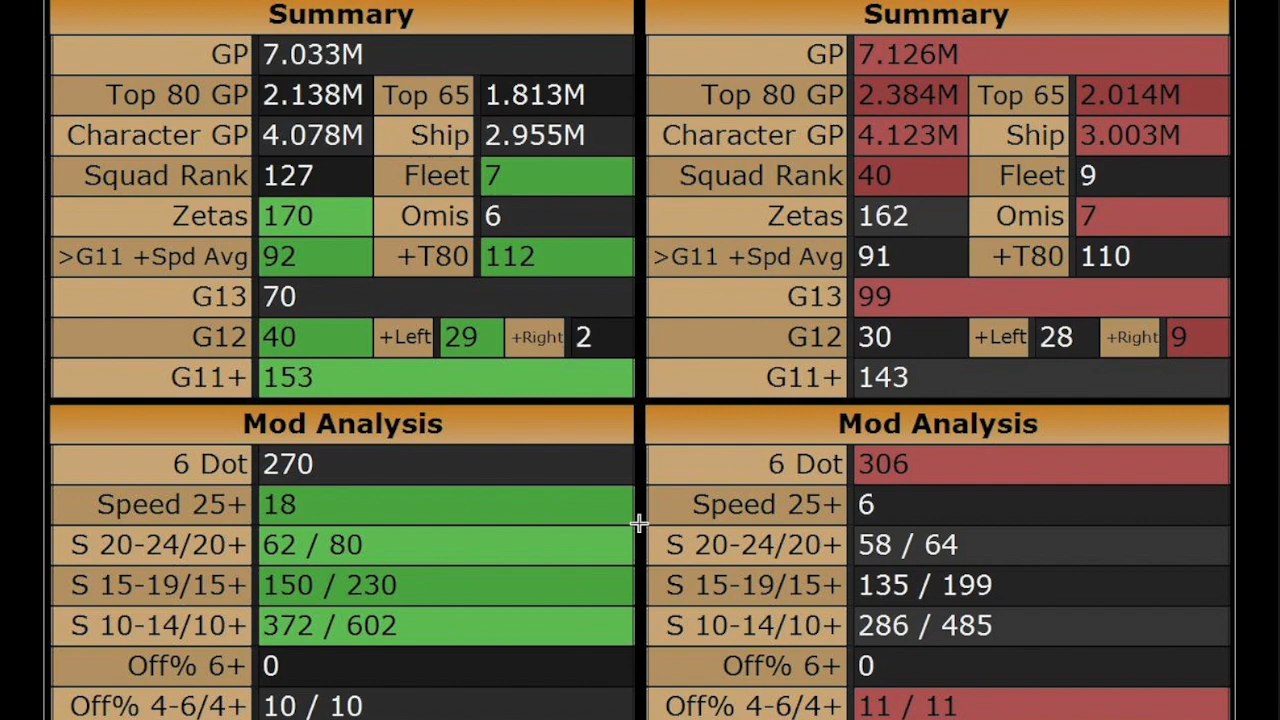 Summary Summary
GP 7.033M GP 7.126M
Top 80 GP 2.138M Top 65 1.813M Top 80 GP 2.384M Top 65 2.014M
Character GP 4.078M Ship 2.955M Character GP 4.123M Ship 3.003M
Squad Rank 127 Fleet 7 Squad Rank 40 Fleet 9
Zetas 170 Omis 6 Zetas 162 Omis 7
>G11 +Spd Avg 92 +T80 112 >G11 +Spd Avg 91 +T80 110
G13 70 G13 99
G12 40 +Left 29 +Right 2 G12 30 +Left 28 +Right 9
G11+ 153 G11+ 143
Mod Analysis Mod Analysis
6 Dot 270 6 Dot 306
Speed 25+ 18 Speed 25+ 6
S 20-24/20+ 62 / 80 S 20-24/20+ 58 / 64
S 15-19/15+ 150 / 230 S 15-19/15+ 135 / 199
S 10-14/10+ 372 / 602 S 10-14/10+ 286 / 485
Off% 6+ 0 Off% 6+ 0
Off% 4-6/4+ 10 / 10 Off% 4-6/4+ 11 / 11